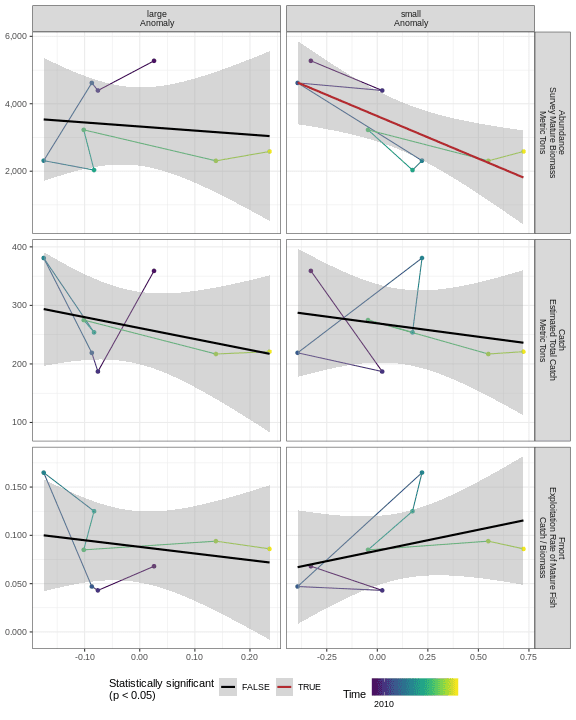 large
Anomaly
small
Anomaly
6,000
4,000
2,000
Abundance
Survey Mature Biomass
Metric Tons
400
300
200
100
Catch
Estimated Total Catch
Metric Tons
0.150
0.100
0.050
0.000
Fmort
Exploitation Rate of Mature Fish
Catch / Biomass
-0.10
0.00
0.10
0.20
-0.25
0.00
0.25
0.50
0.75
Statistically significant
(p < 0.05)
FALSE
TRUE
Time
2010